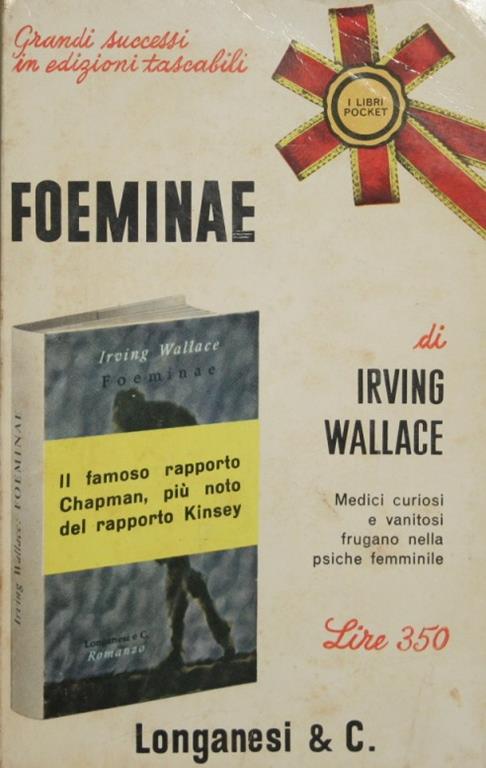 Grandi successi
in edizioni tascabili
I LIBRI
POCKET
FOEMINAE
Irving Wallace
Foeminae
Il famoso rapporto
Chapman, più noto
del rapporto Kinsey
Longanesi e C.
Romanzo
Irving Wallace: FOEMINAE
di
IRVING
WALLACE
Medici curiosi
e vanitosi
frugano nella
psiche femminile
Lire 350
Longanesi & C.